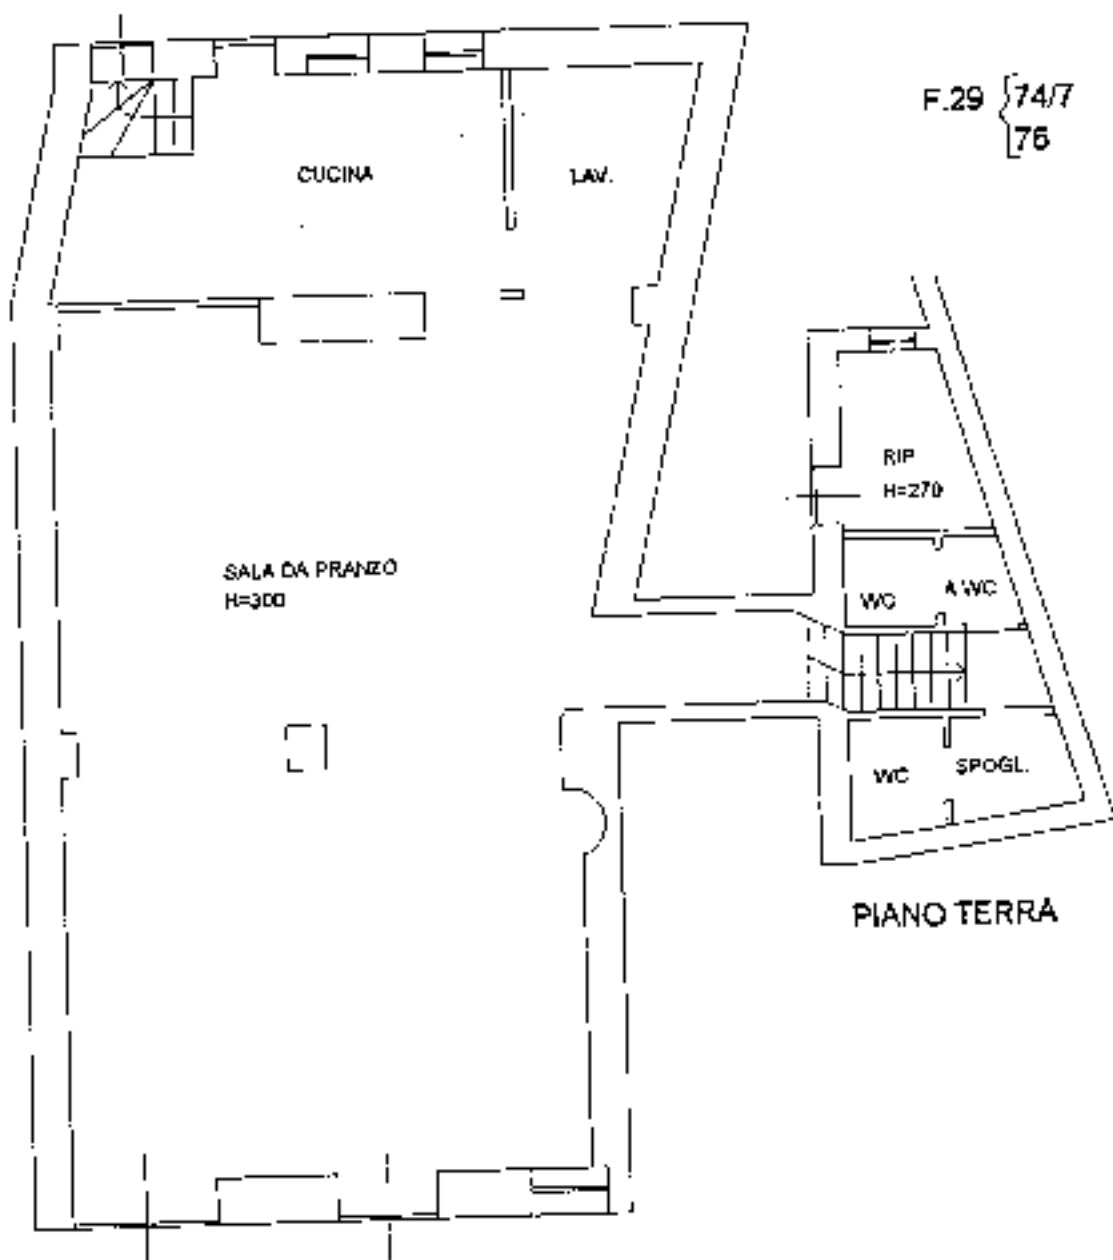 F.29 { 74/7
76
CUCINA
LAV.
RIP
H=270
SALA DA PRANZO
H=300
WC
A WC
WC
SPOGL.
PIANO TERRA